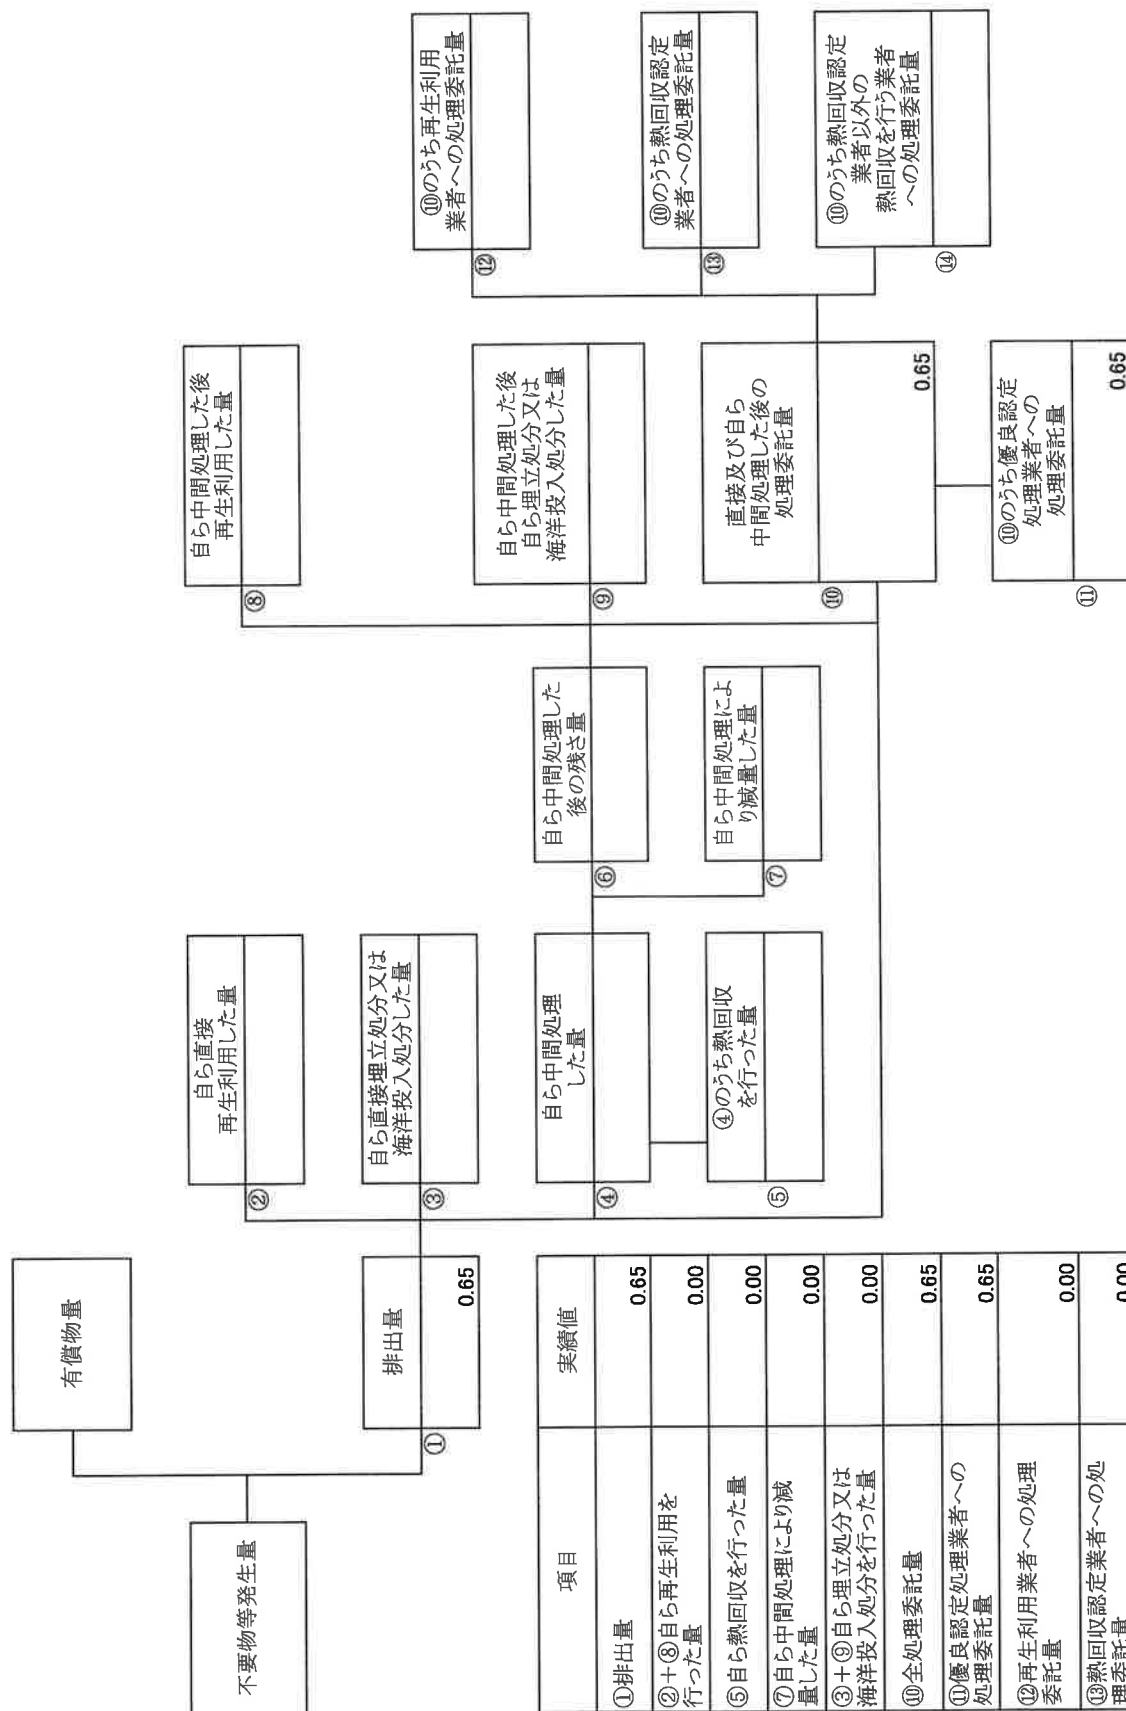 不要物等発生量
有償物量
①
排出量
0.65
②
自ら直接
再生利用した量
③
自ら直接埋立処分又は
海洋投入処分した量
④
自ら中間処理
した量
⑤
④のうち熱回収
を行った量
⑥
自ら中間処理した
後の残さ量
⑦
自ら中間処理によ
り減量した量
⑧
自ら中間処理した後
再生利用した量
⑨
自ら中間処理した後
自ら埋立処分又は
海洋投入処分した量
⑩
直接及び自ら
中間処理した後の
処理委託量
0.65
⑪
⑩のうち優良認定
処理業者への
処理委託量
0.65
⑫
⑩のうち再生利用
業者への処理委託量
⑬
⑩のうち熱回収認定
業者への処理委託量
⑭
⑩のうち熱回収認定
業者以外の
熱回収を行う業者
への処理委託量
項目
実績値
①排出量
0.65
②+⑧自ら再生利用を
行った量
0.00
⑤自ら熱回収を行った量
0.00
⑦自ら中間処理により減
量した量
0.00
③+⑨自ら埋立処分又は
海洋投入処分を行った量
0.00
⑩全処理委託量
0.65
⑪優良認定処理業者への
処理委託量
0.65
⑫再生利用業者への処理
委託量
0.00
⑬熱回収認定業者への処
理委託量
0.00